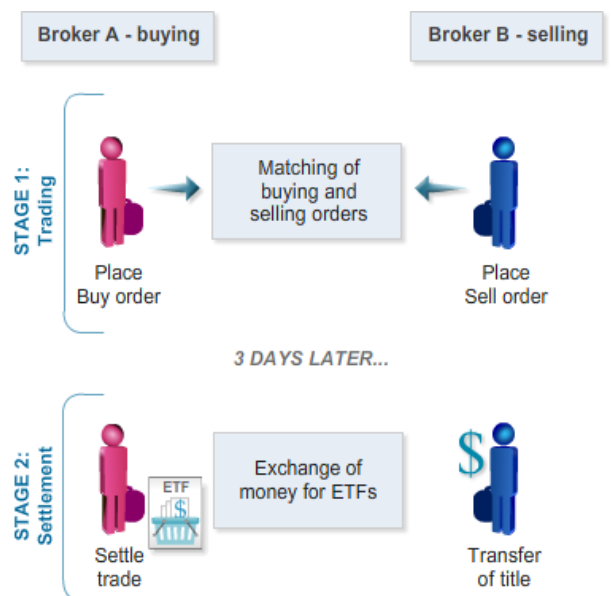 Broker A - buying
Broker B - selling
STAGE 1:
Trading
Matching of
buying and
selling orders
Place
Buy order
Place
Sell order
3 DAYS LATER...
STAGE 2:
Settlement
ETF
$
Exchange of
money for ETFs
$
Settle
trade
Transfer
of title